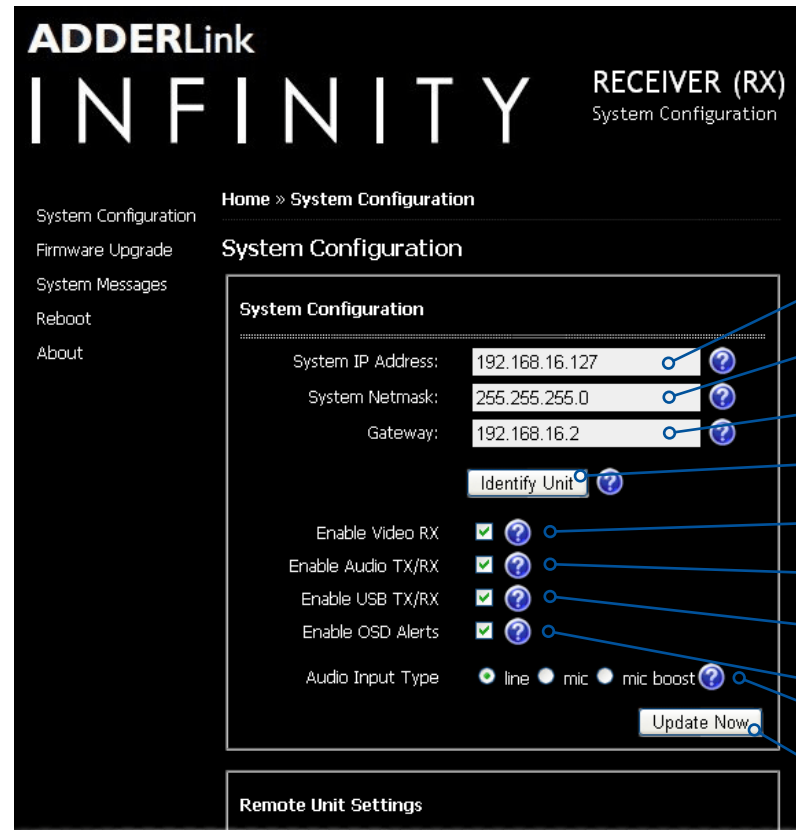 ADDERLink
INFINITY
RECEIVER (RX)
System Configuration
System Configuration
Firmware Upgrade
System Messages
Reboot
About
Home » System Configuration
System Configuration
System Configuration
System IP Address: 192.168.16.127 ?
System Netmask: 255.255.255.0 ?
Gateway: 192.168.16.2 ?
Identify Unit ?
Enable Video RX ?
Enable Audio TX/RX ?
Enable USB TX/RX ?
Enable OSD Alerts ?
Audio Input Type line mic mic boost ?
Update Now
Remote Unit Settings